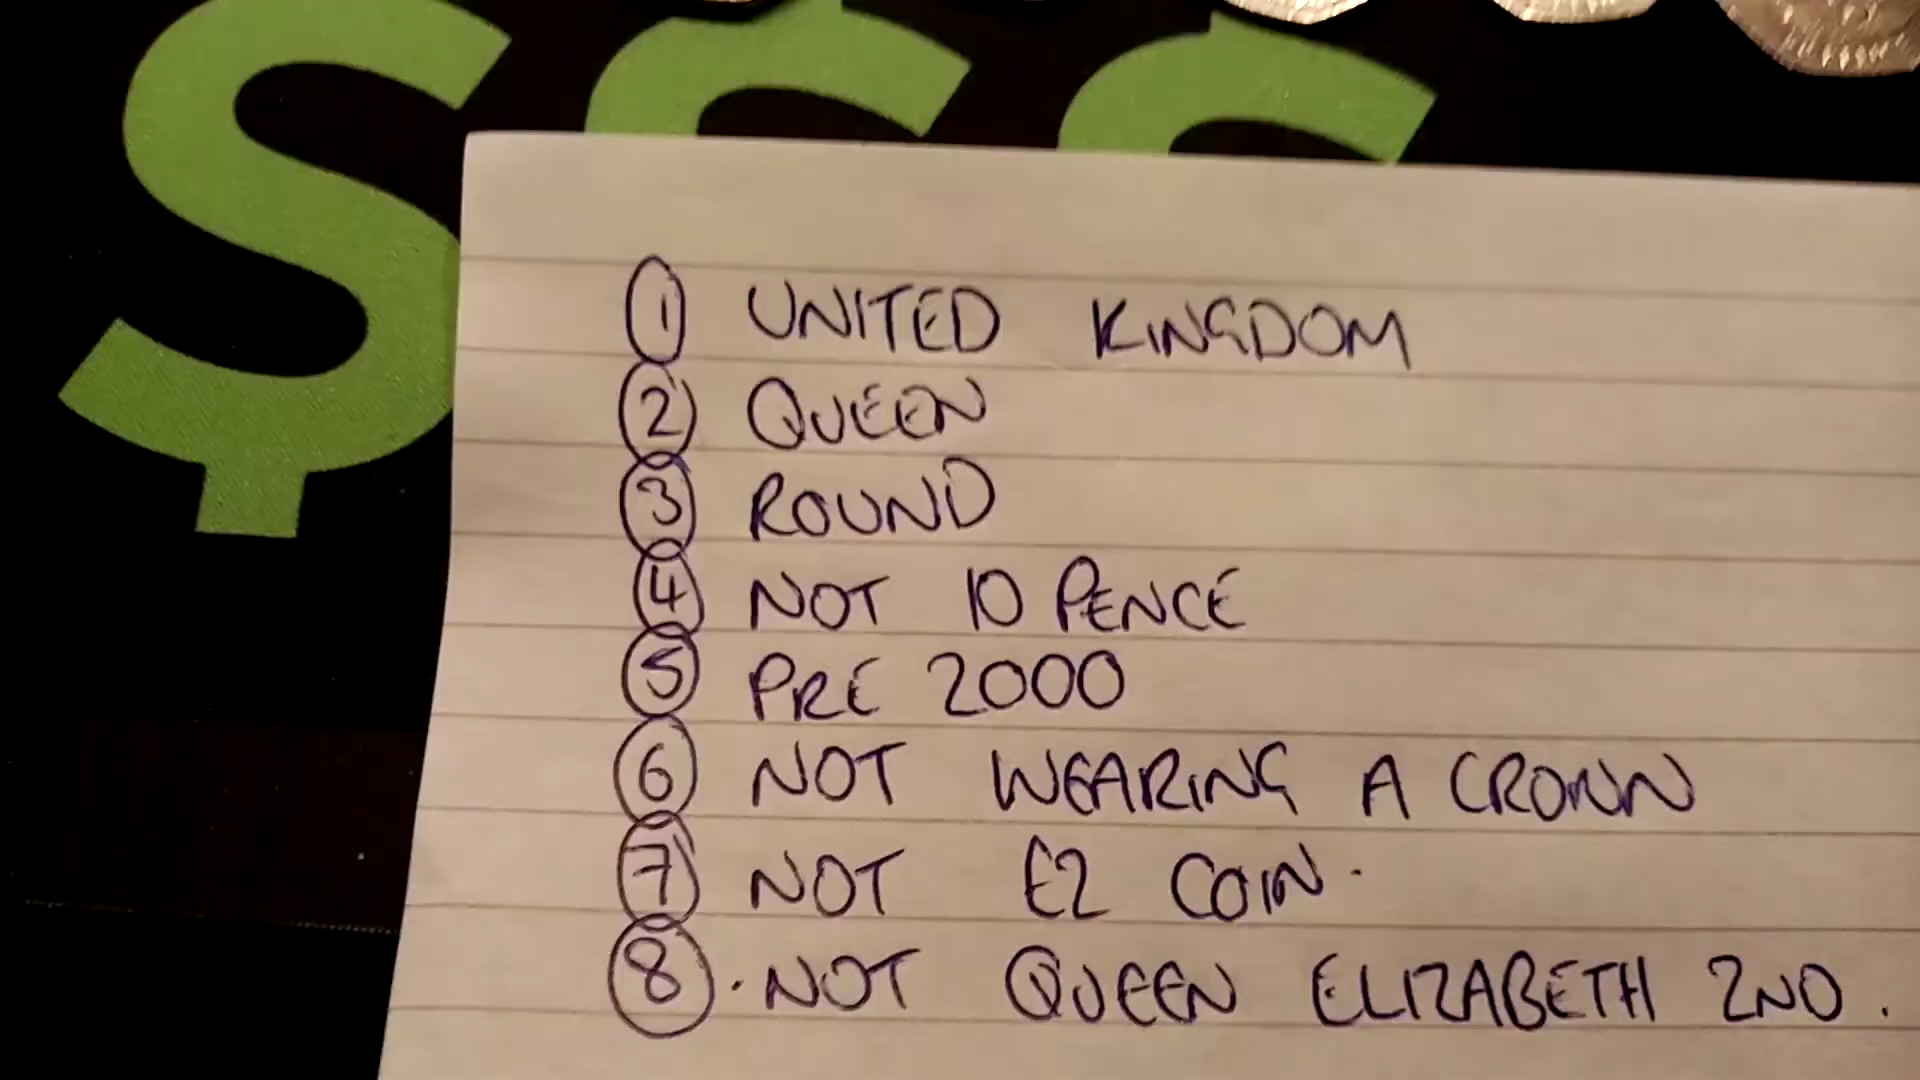 $ $ $
1 UNITED KINGDOM
2 QUEEN
3 ROUND
4 NOT 10 PENCE
5 PRE 2000
6 NOT WEARING A CROWN
7 NOT £2 COIN.
8. NOT QUEEN ELIZABETH 2ND.